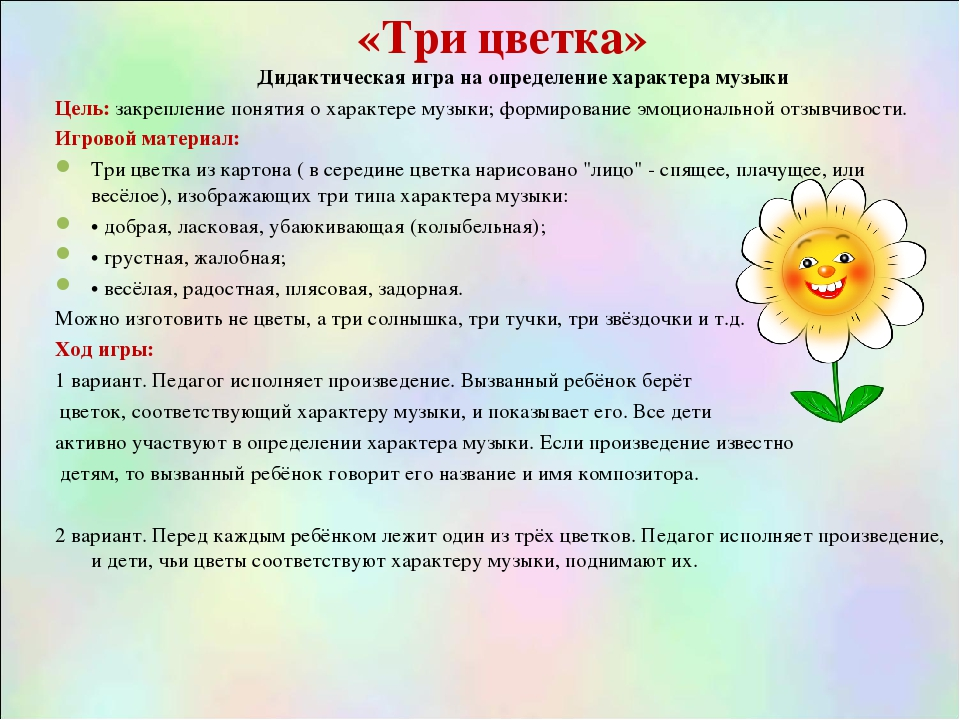 «Три цветка»
Дидактическая игра на определение характера музыки
Цель: закрепление понятия о характере музыки; формирование эмоциональной отзывчивости.
Игровой материал:
Три цветка из картона ( в середине цветка нарисовано "лицо" - спящее, плачущее, или
весёлое), изображающих три типа характера музыки:
• добрая, ласковая, убаюкивающая (колыбельная);
• грустная, жалобная;
• весёлая, радостная, плясовая, задорная.
Можно изготовить не цветы, а три солнышка, три тучки, три звёздочки и т.д.
Ход игры:
1 вариант. Педагог исполняет произведение. Вызванный ребёнок берёт
цветок, соответствующий характеру музыки, и показывает его. Все дети
активно участвуют в определении характера музыки. Если произведение известно
детям, то вызванный ребёнок говорит его название и имя композитора.
2 вариант. Перед каждым ребёнком лежит один из трёх цветков. Педагог исполняет произведение,
и дети, чьи цветы соответствуют характеру музыки, поднимают их.